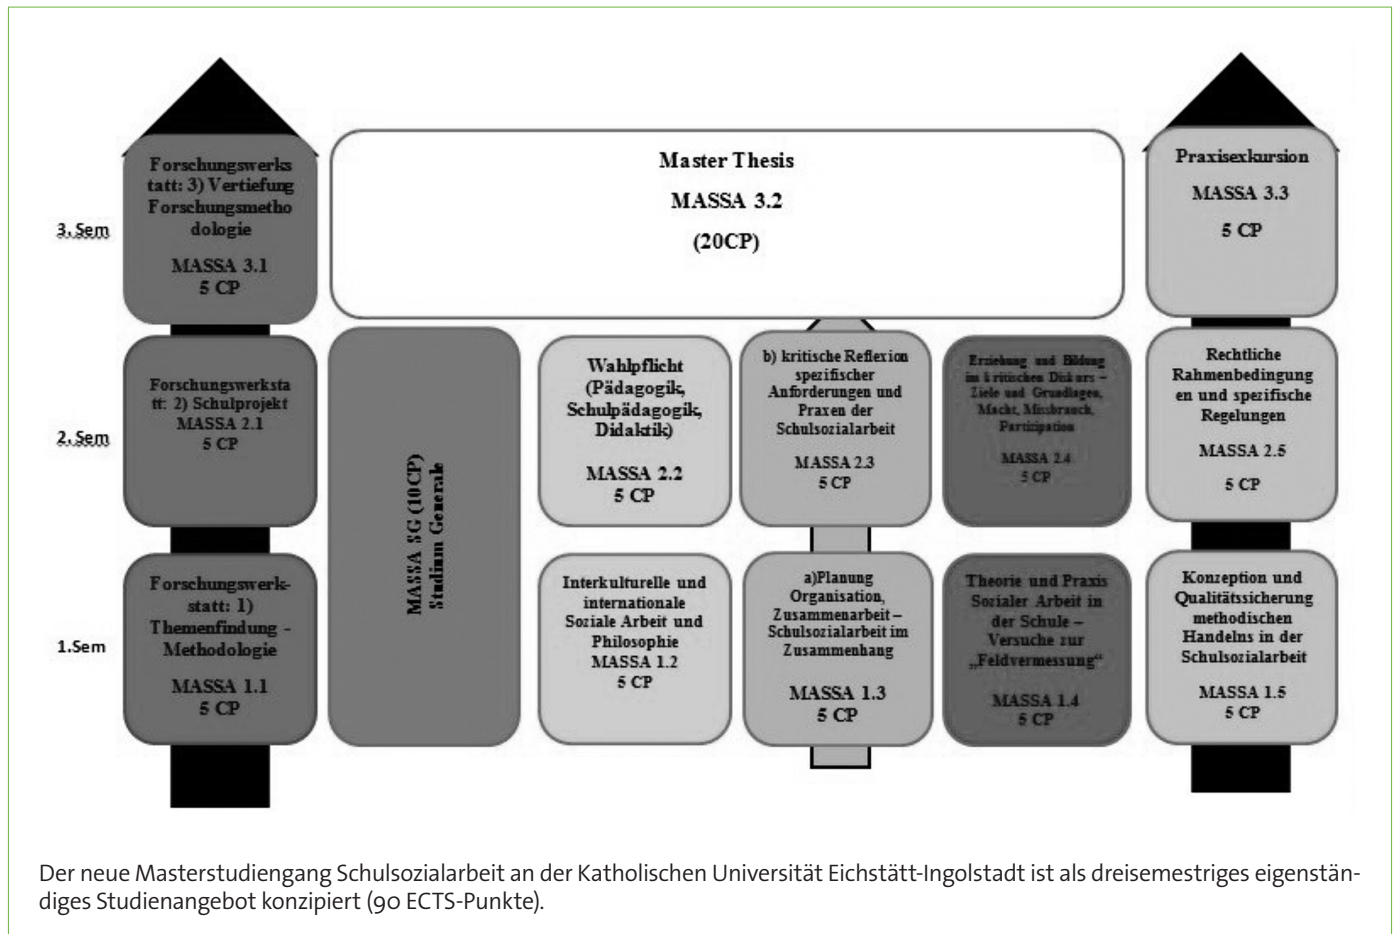 Forschungswerks
tatt: 3) Vertiefung
Forschungsmetho
dologie
MASSA 3.1
5 CP
Master Thesis
MASSA 3.2
(20CP)
Praxisexkursion
MASSA 3.3
5 CP
3.Sem
Forschungswerksta
tt: 2) Schulprojekt
MASSA 2.1
5 CP
MASSA SG (10CP)
Studium Generale
Wahlpflicht
(Pädagogik,
Schulpädagogik,
Didaktik)
MASSA 2.2
5 CP
b) kritische Reflexion
spezifischer
Anforderungen und
Praxen der
Schulsozialarbeit
MASSA 2.3
5 CP
Erziehung und Bildung
im kritischen Diskurs –
Ziele und Grundlagen,
Macht, Missbrauch,
Partizipation
MASSA 2.4
5 CP
Rechtliche
Rahmenbedingung
en und spezifische
Regelungen
MASSA 2.5
5 CP
2.Sem
Forschungswerk-
statt: 1)
Themenfindung -
Methodologie
MASSA 1.1
5 CP
Interkulturelle und
internationale
Soziale Arbeit und
Philosophie
MASSA 1.2
5 CP
a)Planung
Organisation,
Zusammenarbeit –
Schulsozialarbeit im
Zusammenhang
MASSA 1.3
5 CP
Theorie und Praxis
Sozialer Arbeit in
der Schule –
Versuche zur
„Feldvermessung“
MASSA 1.4
5 CP
Konzeption und
Qualitätssicherung
methodischen
Handelns in der
Schulsozialarbeit
MASSA 1.5
5 CP
1.Sem
Der neue Masterstudiengang Schulsozialarbeit an der Katholischen Universität Eichstätt-Ingolstadt ist als dreisemestriges eigenstän-
diges Studienangebot konzipiert (90 ECTS-Punkte).